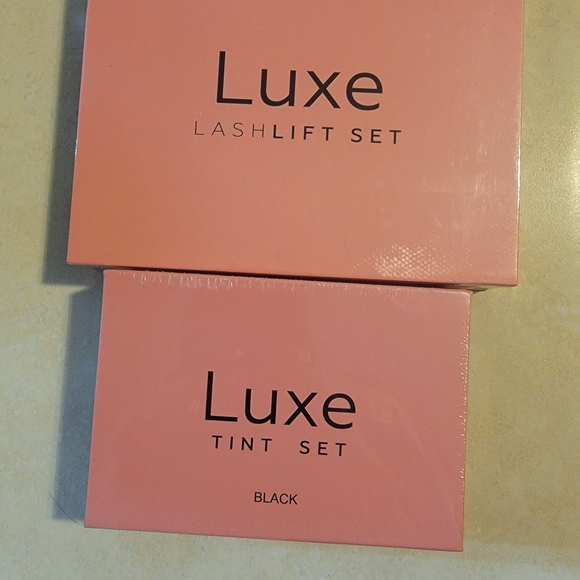 Luxe
LASHLIFT SET
Luxe
TINT SET
BLACK